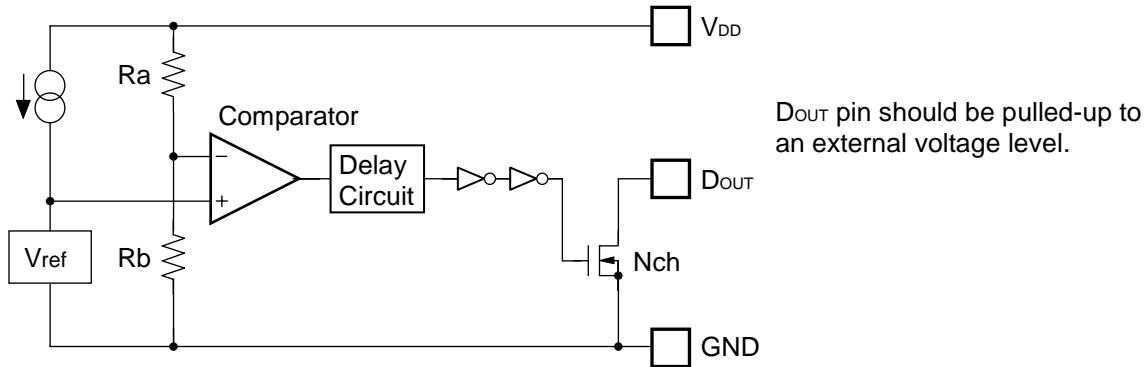 VDD
Ra
Comparator
DOUT pin should be pulled-up to
an external voltage level.
−
Delay
Circuit
DOUT
+
Vref
Rb
Nch
GND